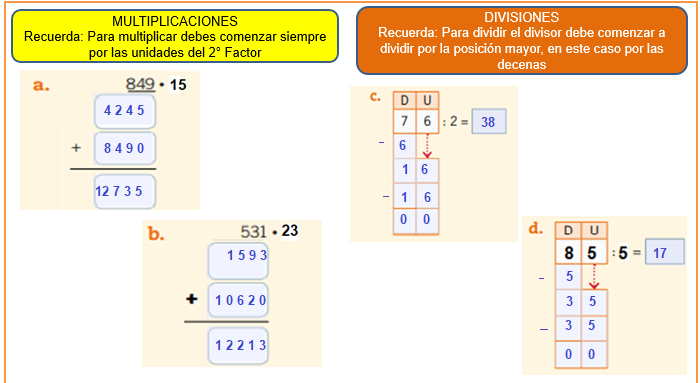 MULTIPLICACIONES
Recuerda: Para multiplicar debes comenzar siempre
por las unidades del 2° Factor
a.
849 • 15
4 2 4 5
+ 8 4 9 0
12 7 3 5
b.
531 • 23
1 5 9 3
+ 1 0 6 2 0
1 2 2 1 3
DIVISIONES
Recuerda: Para dividir el divisor debe comenzar a
dividir por la posición mayor, en este caso por las
decenas
c.
D U
7 6 : 2 = 38
- 6
1 6
- 1 6
0 0
d.
D U
8 5 : 5 = 17
- 5
3 5
- 3 5
0 0